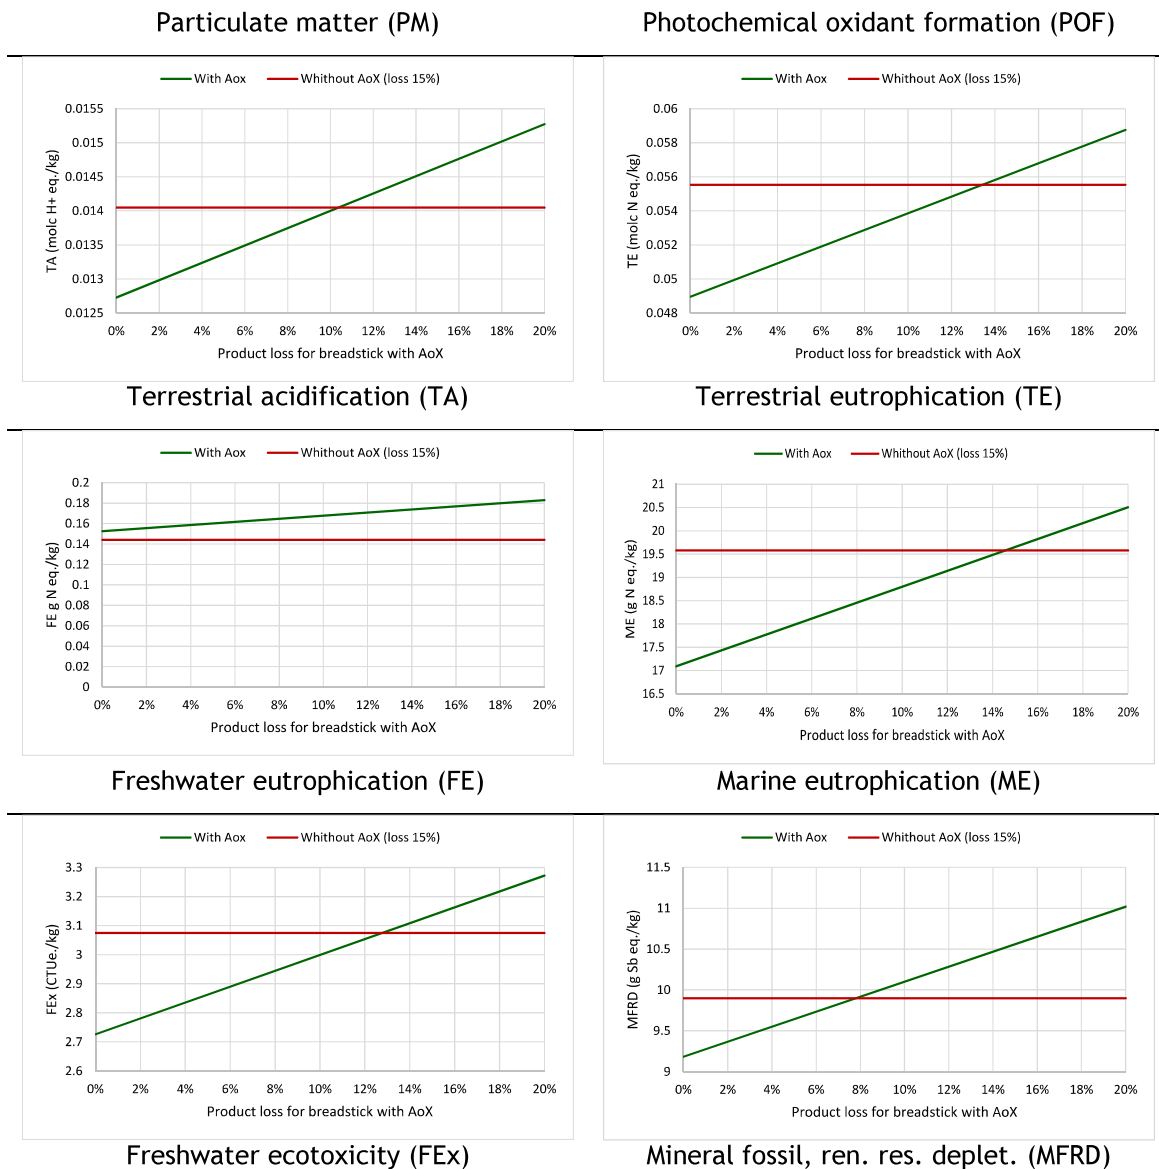 Particulate matter (PM)
Photochemical oxidant formation (POF)
With Aox
Whithout AoX (loss 15%)
TA (molc H+ eq./kg)
0.0155
0.015
0.0145
0.014
0.0135
0.013
0.0125
0% 2% 4% 6% 8% 10% 12% 14% 16% 18% 20%
Product loss for breadstick with AoX
Terrestrial acidification (TA)
With Aox
Whithout AoX (loss 15%)
TE (molc N eq./kg)
0.06
0.058
0.056
0.054
0.052
0.05
0.048
0% 2% 4% 6% 8% 10% 12% 14% 16% 18% 20%
Product loss for breadstick with AoX
Terrestrial eutrophication (TE)
With Aox
Whithout AoX (loss 15%)
FE g N eq./kg)
0.2
0.18
0.16
0.14
0.12
0.1
0.08
0.06
0.04
0.02
0
0% 2% 4% 6% 8% 10% 12% 14% 16% 18% 20%
Product loss for breadstick with AoX
Freshwater eutrophication (FE)
With Aox
Whithout AoX (loss 15%)
ME (g N eq./kg)
21
20.5
20
19.5
19
18.5
18
17.5
17
16.5
0% 2% 4% 6% 8% 10% 12% 14% 16% 18% 20%
Product loss for breadstick with AoX
Marine eutrophication (ME)
With Aox
Whithout AoX (loss 15%)
FEx (CTUe./kg)
3.3
3.2
3.1
3
2.9
2.8
2.7
2.6
0% 2% 4% 6% 8% 10% 12% 14% 16% 18% 20%
Product loss for breadstick with AoX
Freshwater ecotoxicity (FEx)
With Aox
Whithout AoX (loss 15%)
MFRD (g Sb eq./kg)
11.5
11
10.5
10
9.5
9
0% 2% 4% 6% 8% 10% 12% 14% 16% 18% 20%
Product loss for breadstick with AoX
Mineral fossil, ren. res. deplet. (MFRD)